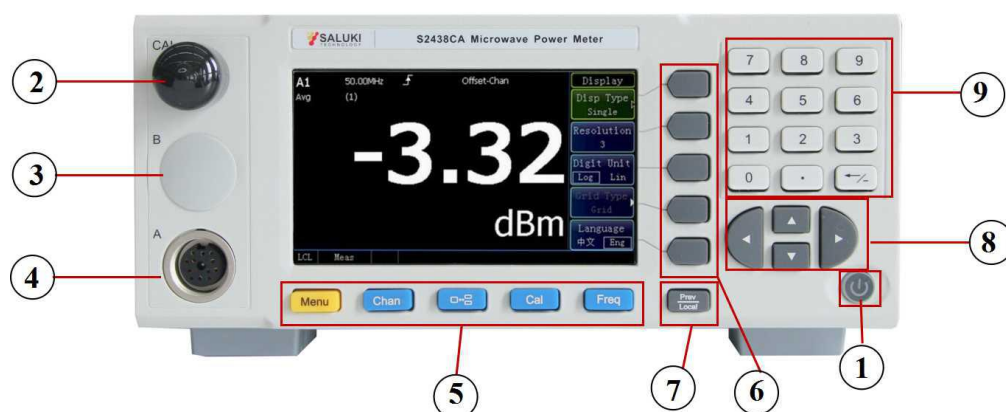 SALUKI
TECHNOLOGY
S2438CA Microwave Power Meter
CAL
B
A
A1 50.00MHz Offset-Chan
Avg (1)
-3.32
dBm
LCL Meas
Display
Disp Type
Single
Resolution
3
Digit Unit
Log Lin
Grid Type
Grid
Language
中文 Eng
Menu Chan Cal Freq
Prev
Local
7 8 9
4 5 6
1 2 3
0 . ←/-
2
3
4
5
7
6
1
8
9